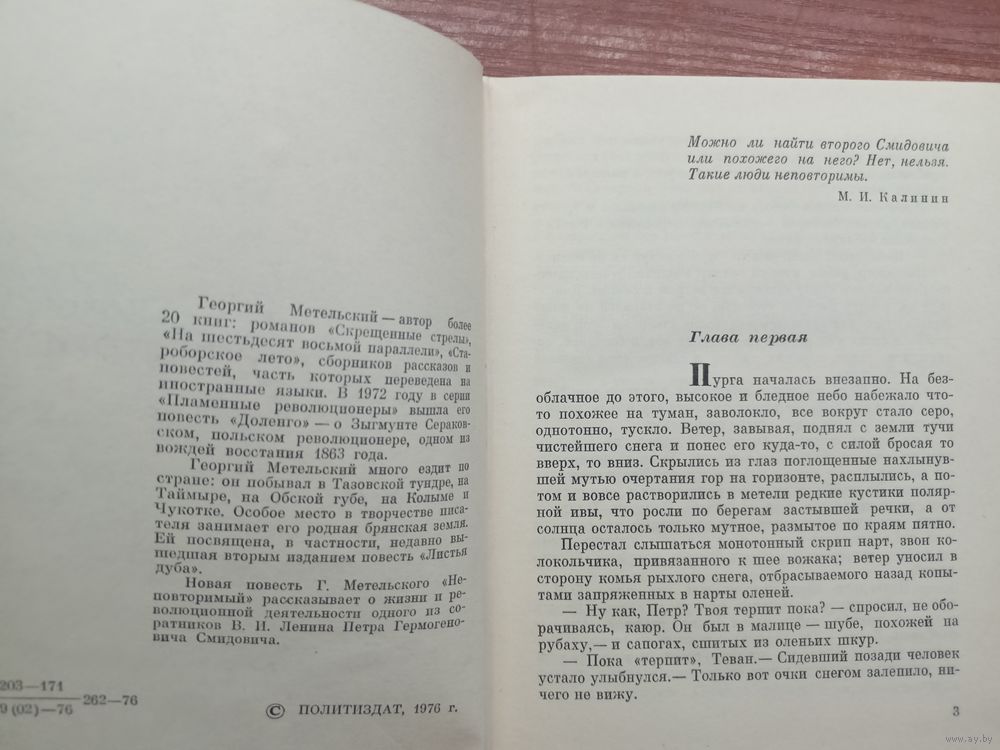 Георгий Метельский — автор более
20 книг: романов «Скрещенные стрелы»,
«На шестьдесят восьмой параллели», «Ста-
роборское лето», сборников рассказов и
повестей, часть которых переведена на
иностранные языки. В 1972 году в серии
«Пламенные революционеры» вышла его
повесть «Доленго» — о Зыгмунте Сераков-
ском, польском революционере, одном из
вождей восстания 1863 года.
Георгий Метельский много ездит по
стране: он побывал в Тазовской тундре, на
Таймыре, на Обской губе, на Колыме и
Чукотке. Особое место в творчестве писа-
теля занимает его родная брянская земля.
Ей посвящена, в частности, недавно вы-
шедшая вторым изданием повесть «Листья
дуба».
Новая повесть Г. Метельского «Не-
повторимый» рассказывает о жизни и ре-
волюционной деятельности одного из со-
ратников В. И. Ленина Петра Гермогено-
вича Смидовича.
203—171
9 (02)—76
262—76
© ПОЛИТИЗДАТ, 1976 г.
Можно ли найти второго Смидовича
или похожего на него? Нет, нельзя.
Такие люди неповторимы.
М. И. Калинин
Глава первая
Пурга началась внезапно. На без-
облачное до этого, высокое и бледное небо набежало что-
то похожее на туман, заволокло, все вокруг стало серо,
однотонно, тускло. Ветер, завывая, поднял с земли тучи
чистейшего снега и понес его куда-то, с силой бросая то
вверх, то вниз. Скрылись из глаз поглощенные нахлынув-
шей мутью очертания гор на горизонте, расплылись, а по-
том и вовсе растворились в метели редкие кустики поляр-
ной ивы, что росли по берегам застывшей речки, а от
солнца осталось только мутное, размытое по краям пятно.
Перестал слышаться монотонный скрип нарт, звон
колокольчика, привязанного к шее вожака; ветер уносил в
сторону комья рыхлого снега, отбрасываемого назад копы-
тами запряженных в нарты оленей.
— Ну как, Петр? Твоя терпит пока? — спросил, не обо-
рачиваясь, каюр. Он был в малице — шубе, похожей на
рубаху,— и сапогах, сшитых из оленьих шкур.
— Пока «терпит», Теван.— Сидевший позади человек
устало улыбнулся.— Только вот очки снегом залепило, ни-
чего не вижу.
3
www.ay.by